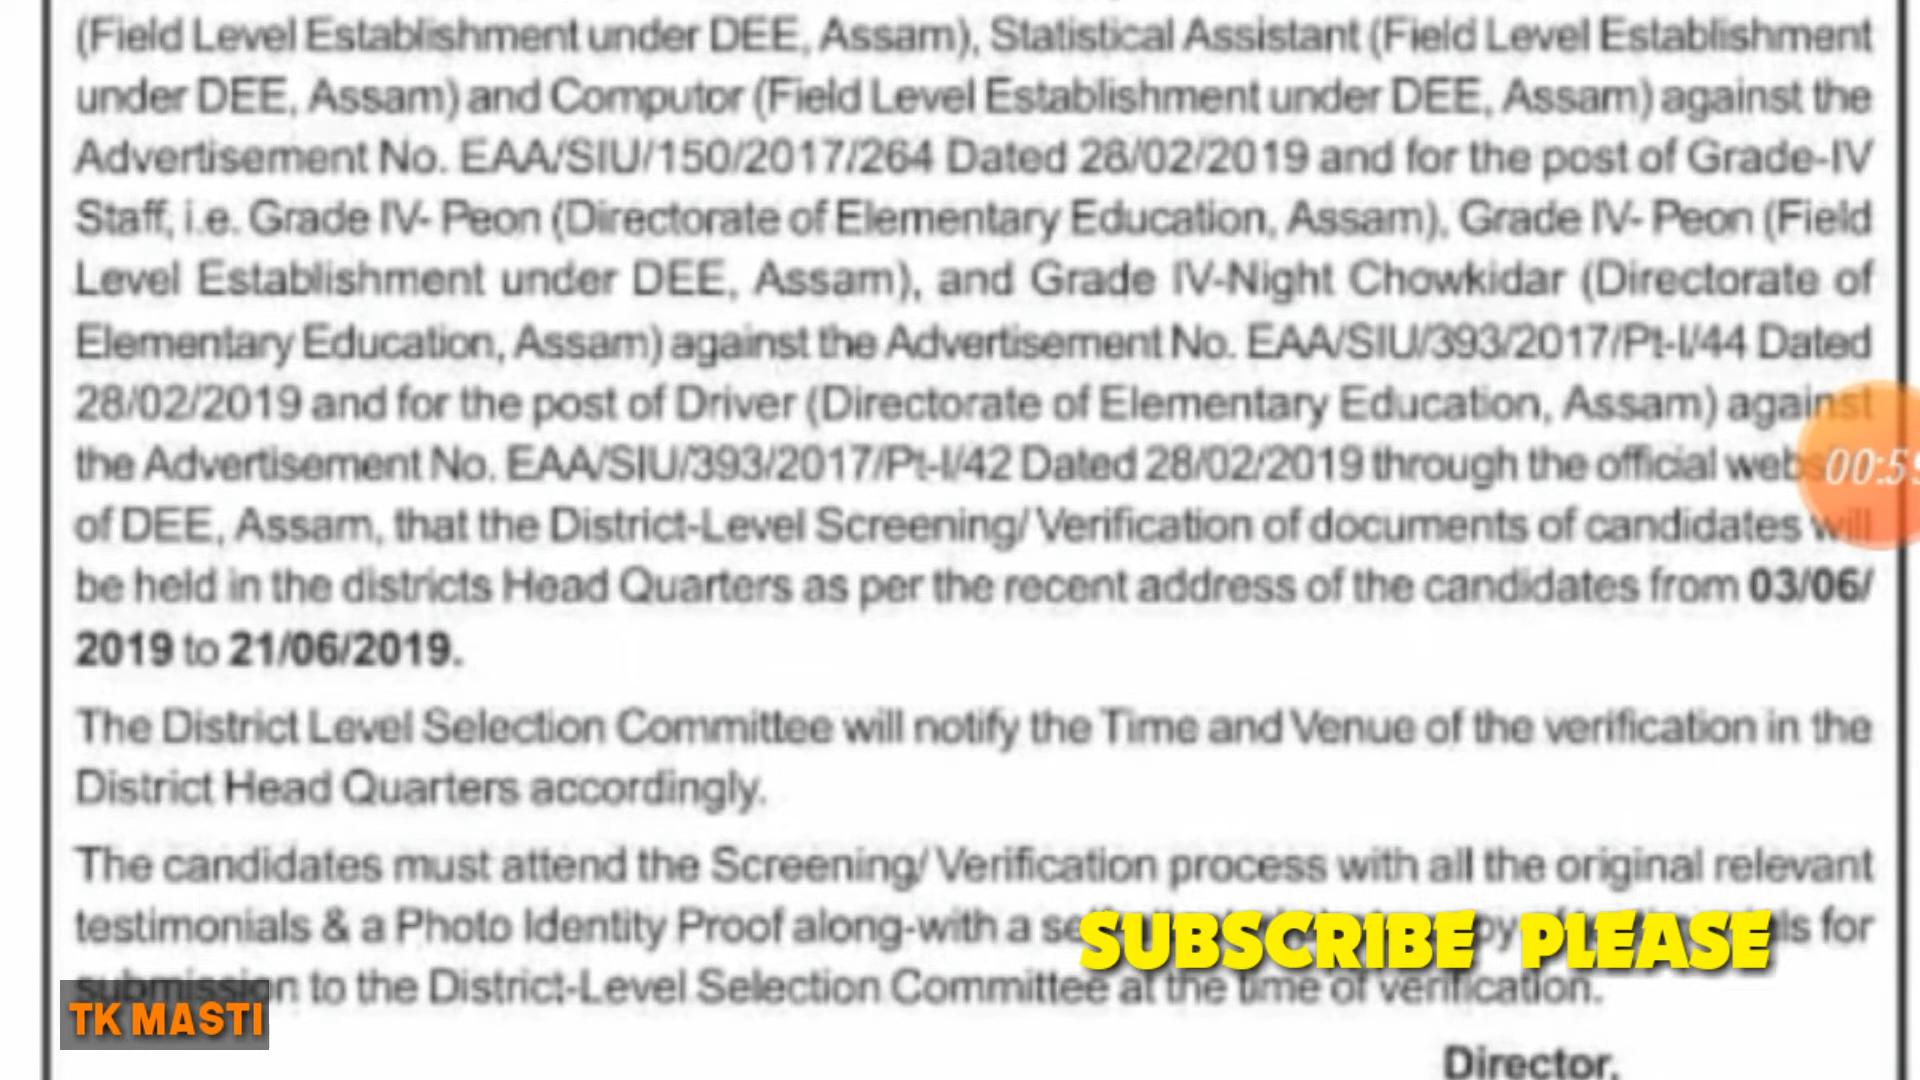 (Field Level Establishment under DEE, Assam), Statistical Assistant (Field Level Establishment
under DEE, Assam) and Computor (Field Level Establishment under DEE, Assam) against the
Advertisement No. EAA/SIU/150/2017/264 Dated 28/02/2019 and for the post of Grade-IV
Staff, i.e. Grade IV- Peon (Directorate of Elementary Education, Assam), Grade IV- Peon (Field
Level Establishment under DEE, Assam), and Grade IV-Night Chowkidar (Directorate of
Elementary Education, Assam) against the Advertisement No. EAA/SIU/393/2017/Pt-I/44 Dated
28/02/2019 and for the post of Driver (Directorate of Elementary Education, Assam) against
the Advertisement No. EAA/SIU/393/2017/Pt-I/42 Dated 28/02/2019 through the official
00:5
of DEE, Assam, that the District-Level Screening/ Verification of documents of candidates will
be held in the districts Head Quarters as per the recent address of the candidates from 03/06/
2019 to 21/06/2019.
The District Level Selection Committee will notify the Time and Venue of the verification in the
District Head Quarters accordingly.
The candidates must attend the Screening/ Verification process with all the original relevant
testimonials & a Photo Identity Proof along-with a for
SUBSCRIBE PLEASE
submission to the District-Level Selection Committee at the time of verification.
TK MASTI
Director,